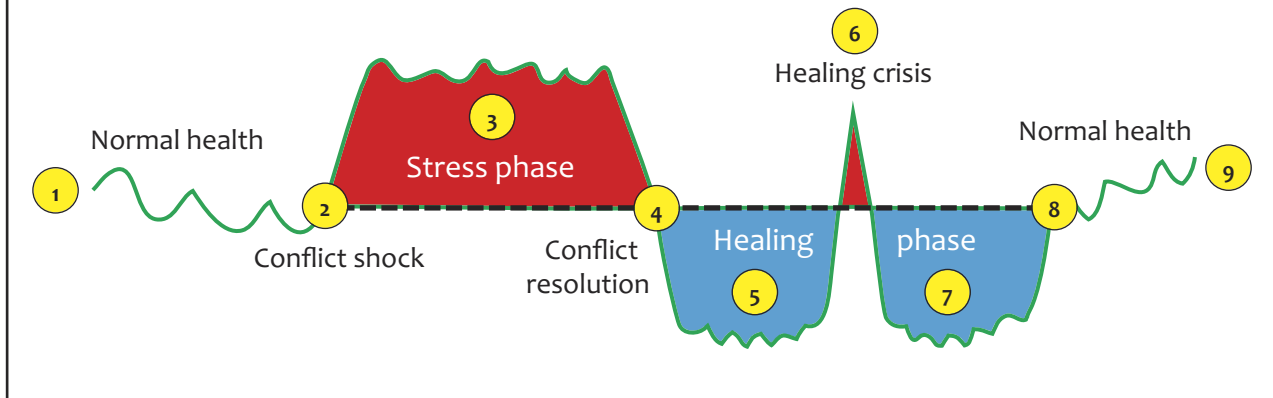 6
Healing crisis
3
Normal health
Normal health
Stress phase
1
9
2
4
8
Conflict shock
Conflict
resolution
Healing
phase
5
7